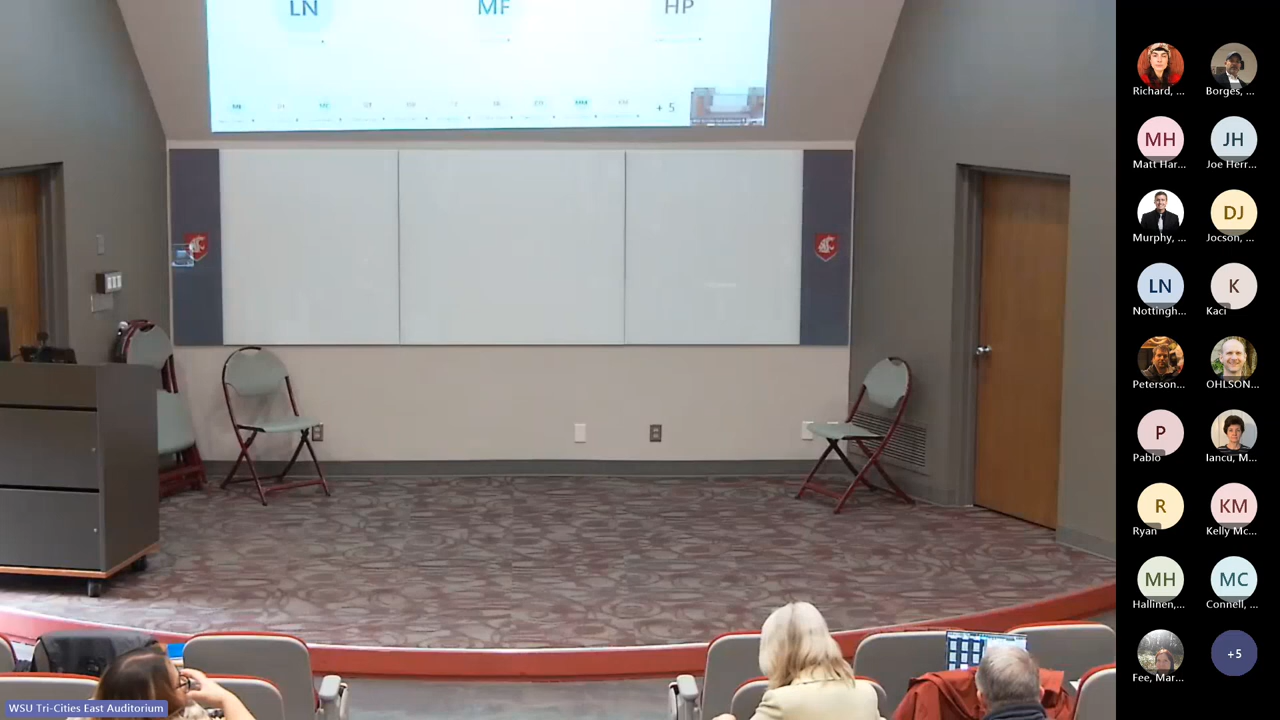 LN
MF
HP
+ 5
Richard, ...
Borges, ...
MH
JH
Matt Har...
Joe Herr...
DJ
Murphy, ...
Jocson, ...
LN
K
Nottingh...
Kaci
Peterson...
OHLSON...
P
Pablo
Iancu, M...
R
KM
Ryan
Kelly Mc...
MH
MC
Hallinen,...
Connell, ...
+5
Fee, Mar...
WSU Tri-Cities East Auditorium